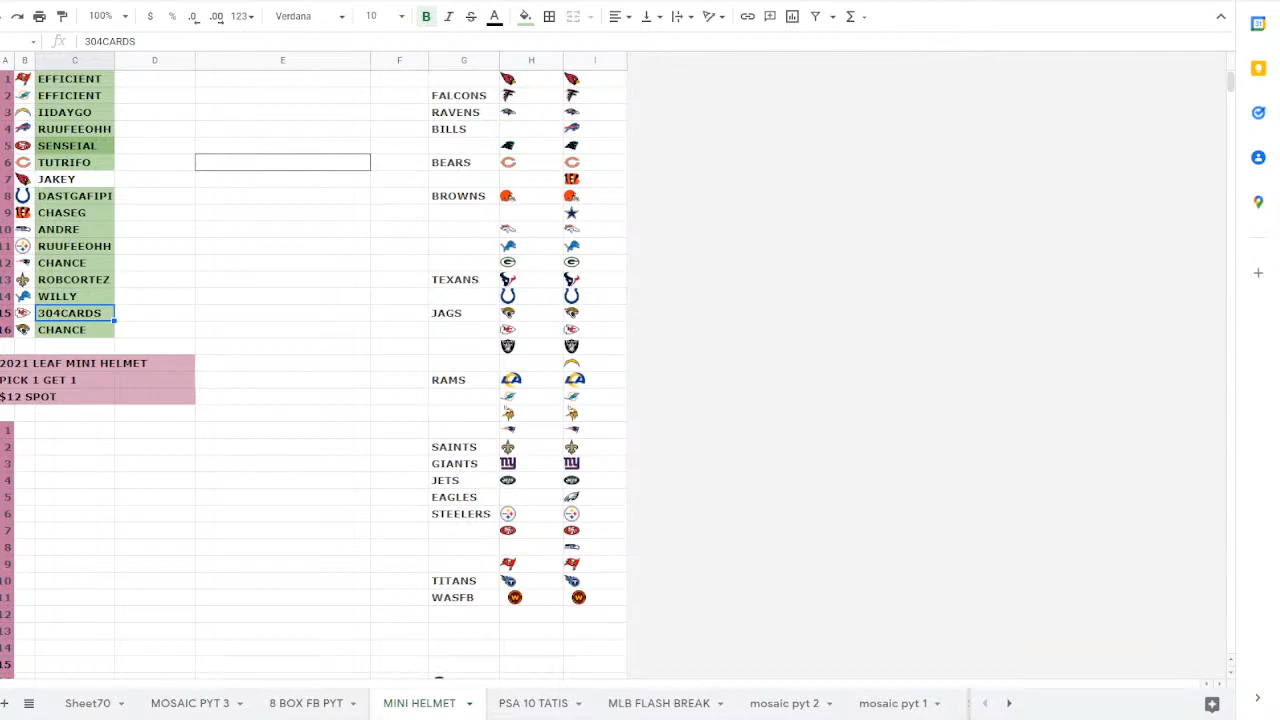 100% $ % .0 .00 123 Verdana 10 B I S A
fx 304CARDS
A B C D E F G H I
1 EFFICIENT
2 EFFICIENT FALCONS
3 IIDAYGO RAVENS
4 RUUFEEOHH BILLS
5 SENSEIAL
6 TUTRIFO BEARS
7 JAKEY
8 DASTGAFIPI BROWNS
9 CHASEG
10 ANDRE
11 RUUFEEOHH
12 CHANCE
13 ROBCORTEZ TEXANS
14 WILLY
15 304CARDS JAGS
16 CHANCE
2021 LEAF MINI HELMET
PICK 1 GET 1 RAMS
$12 SPOT
1
2 SAINTS
3 GIANTS
4 JETS
5 EAGLES
6 STEELERS
7
8
9
10 TITANS
11 WASFB
12
13
14
15
Sheet70 MOSAIC PYT 3 8 BOX FB PYT MINI HELMET PSA 10 TATIS MLB FLASH BREAK mosaic pyt 2 mosaic pyt 1